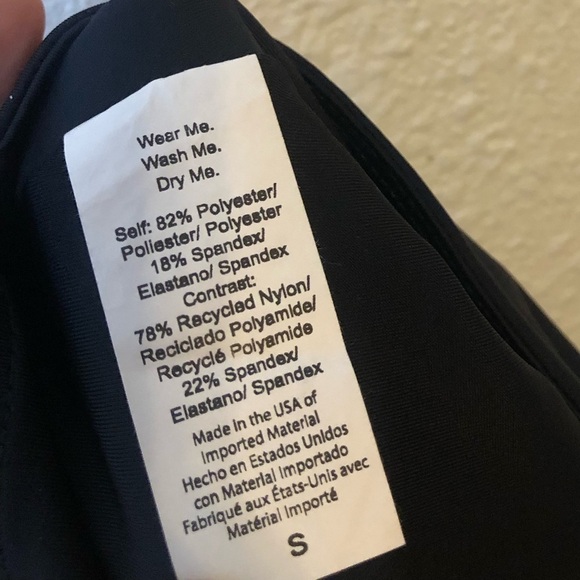 Wear Me.
Wash Me.
Dry Me.
Self: 82% Polyester/
Poliester/ Polyester
18% Spandex/
Elastano/ Spandex
Contrast:
78% Recycled Nylon/
Reciclado Polyamide/
Recyclé Polyamide
22% Spandex/
Elastano/ Spandex
Made In the USA of
Imported Material
Hecho en Estados Unidos
con Material Importado
Fabriqué aux États-Unis avec
Matérial Importé
S